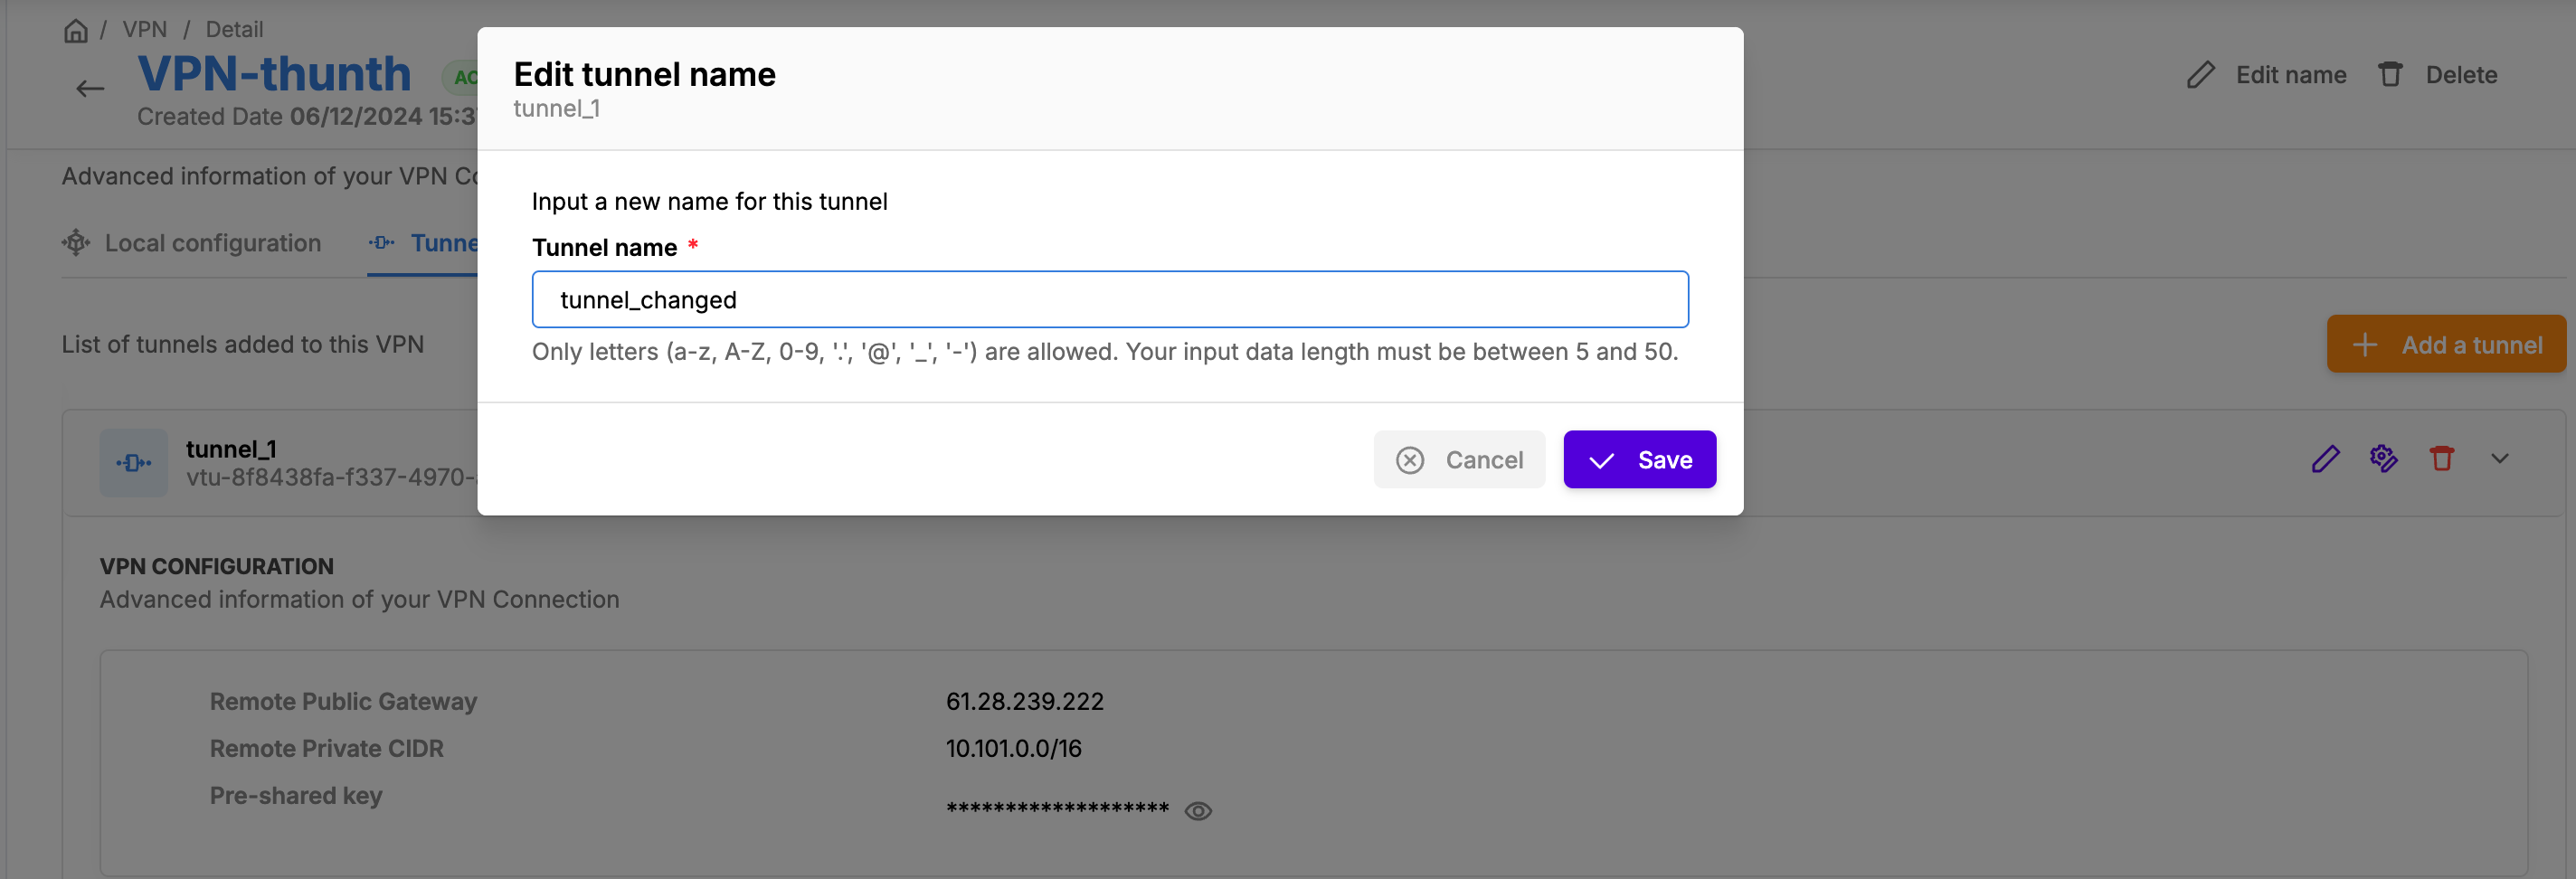 / VPN / Detail
VPN-thunth AC
Created Date 06/12/2024 15:3
Edit name Delete
Edit tunnel name
tunnel_1
Advanced information of your VPN
Local configuration
Input a new name for this tunnel
Tunnel name *
tunnel_changed
Only letters (a-z, A-Z, 0-9, '.', '@', '_', '-') are allowed. Your input data length must be between 5 and 50.
List of tunnels added to this VPN
Add a tunnel
Cancel Save
tunnel_1
vtu-8f8438fa-f337-4970-
VPN CONFIGURATION
Advanced information of your VPN Connection
Remote Public Gateway 61.28.239.222
Remote Private CIDR 10.101.0.0/16
Pre-shared key
*******************